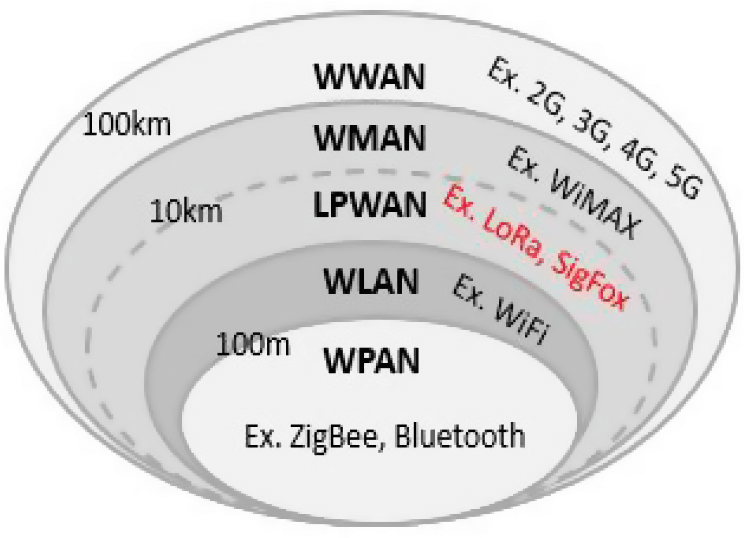 WWAN
Ex. 2G, 3G, 4G, 5G
100km
WMAN
Ex. WiMAX
10km
LPWAN
Ex. LoRa, SigFox
WLAN
Ex. WiFi
100m
WPAN
Ex. ZigBee, Bluetooth